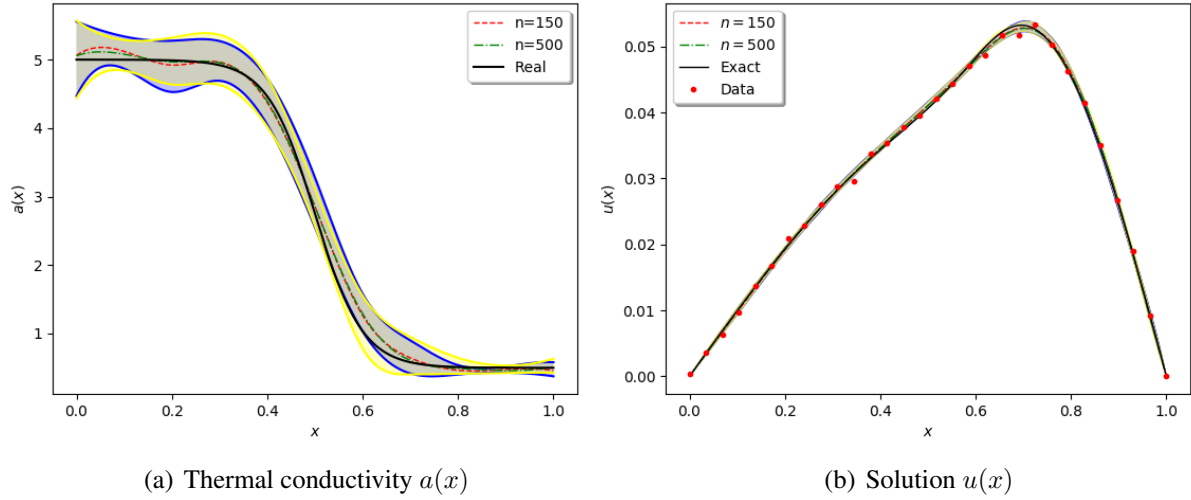 n=150
n=500
Real
5
4
3
2
1
a(x)
0.0 0.2 0.4 0.6 0.8 1.0
x
(a) Thermal conductivity a(x)
n = 150
n = 500
Exact
Data
0.05
0.04
0.03
0.02
0.01
0.00
u(x)
0.0 0.2 0.4 0.6 0.8 1.0
x
(b) Solution u(x)